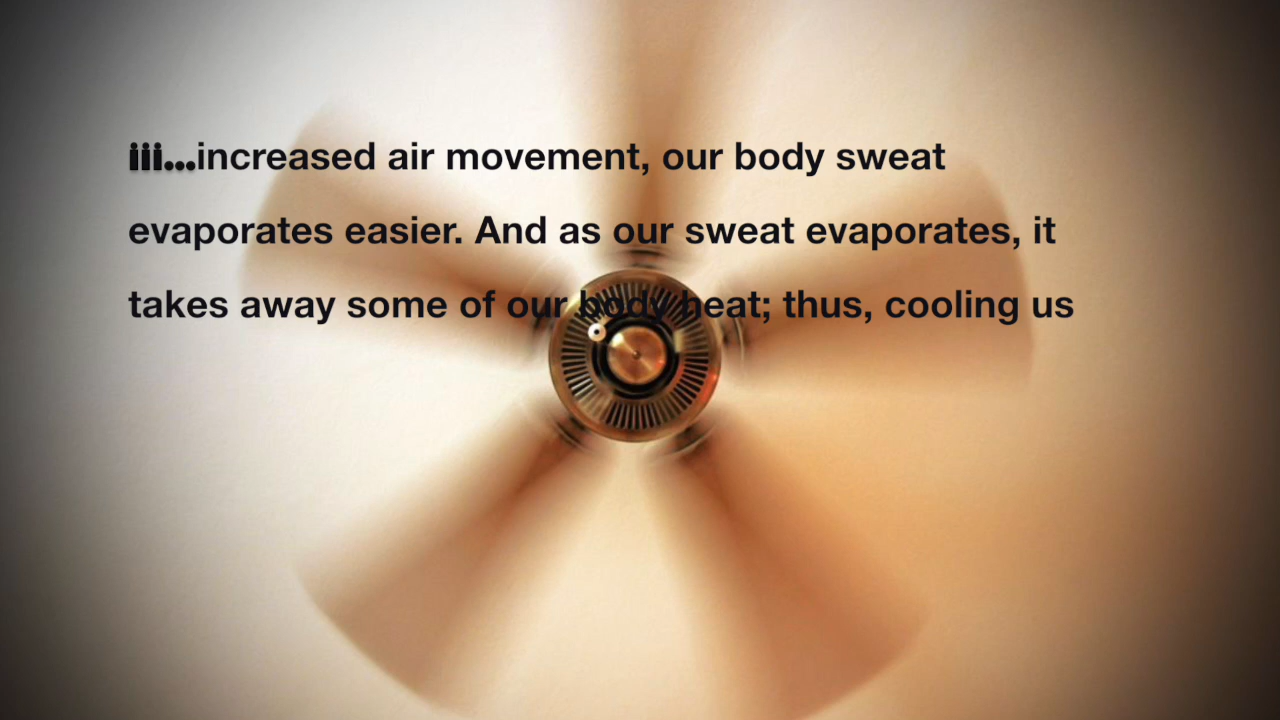 iii...increased air movement, our body sweat
evaporates easier. And as our sweat evaporates, it
takes away some of our body heat; thus, cooling us